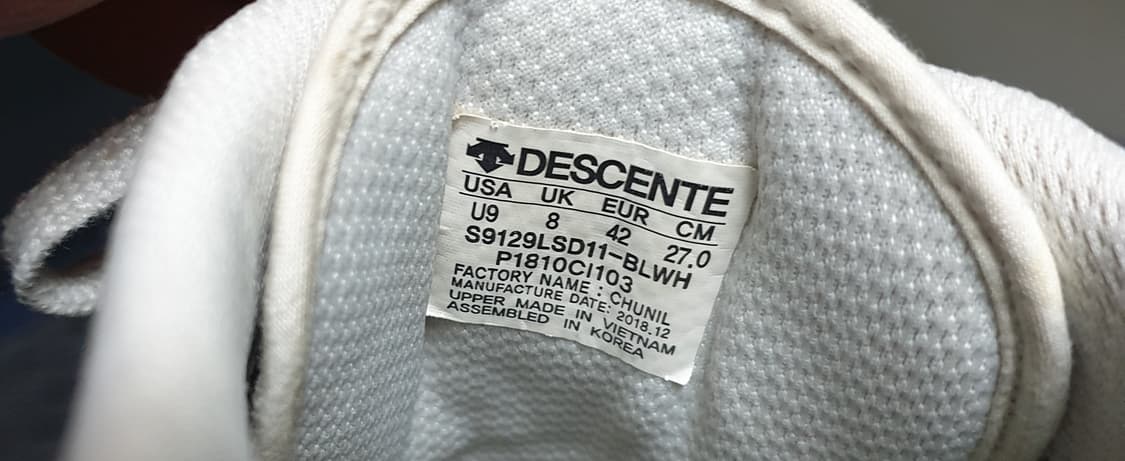 DESCENTE
USA UK EUR CM
U9 8 42 27.0
S9129LSD11-BLWH
P1810CI103
FACTORY NAME : CHUNIL
MANUFACTURE DATE: 2018.12
UPPER MADE IN VIETNAM
ASSEMBLED IN KOREA